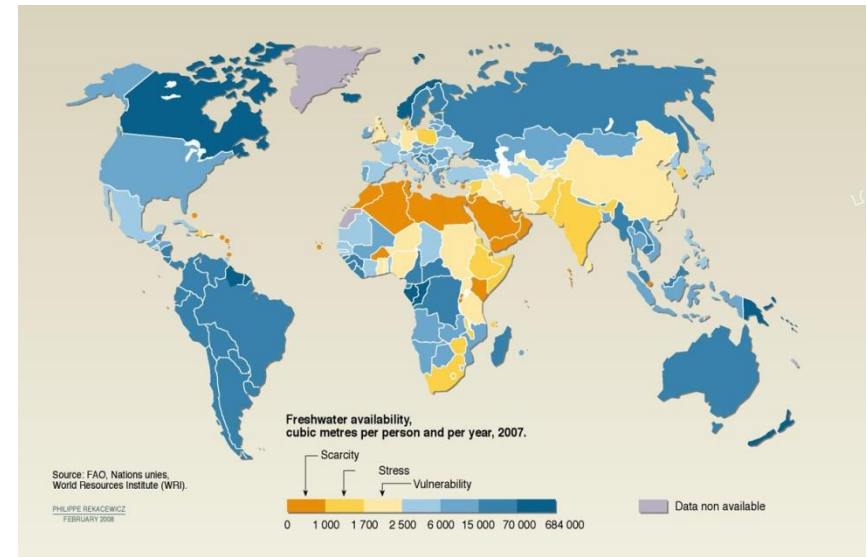 Freshwater availability,
cubic metres per person and per year, 2007.
Scarcity
Stress
Vulnerability
0 1 000 1 700 2 500 6 000 15 000 70 000 684 000
Data non available
Source: FAO, Nations unies,
World Resources Institute (WRI).
PHILIPPE REKACEWICZ
FEBRUARY 2008